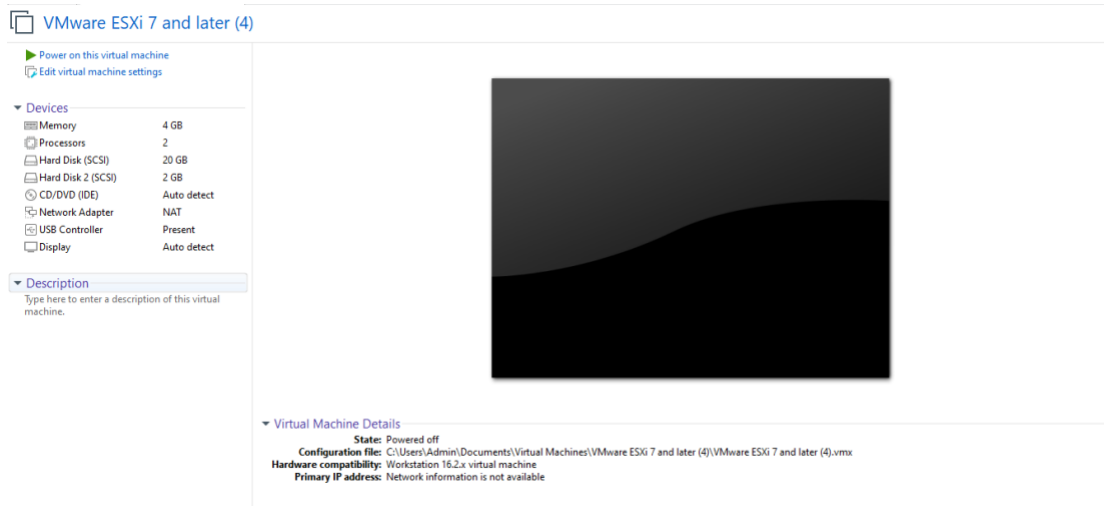 VMware ESXi 7 and later (4)
Power on this virtual machine
Edit virtual machine settings
Devices
Memory 4 GB
Processors 2
Hard Disk (SCSI) 20 GB
Hard Disk 2 (SCSI) 2 GB
CD/DVD (IDE) Auto detect
Network Adapter NAT
USB Controller Present
Display Auto detect
Description
Type here to enter a description of this virtual
machine.
Virtual Machine Details
State: Powered off
Configuration file: C:\Users\Admin\Documents\Virtual Machines\VMware ESXi 7 and later (4)\VMware ESXi 7 and later (4).vmx
Hardware compatibility: Workstation 16.2.x virtual machine
Primary IP address: Network information is not available